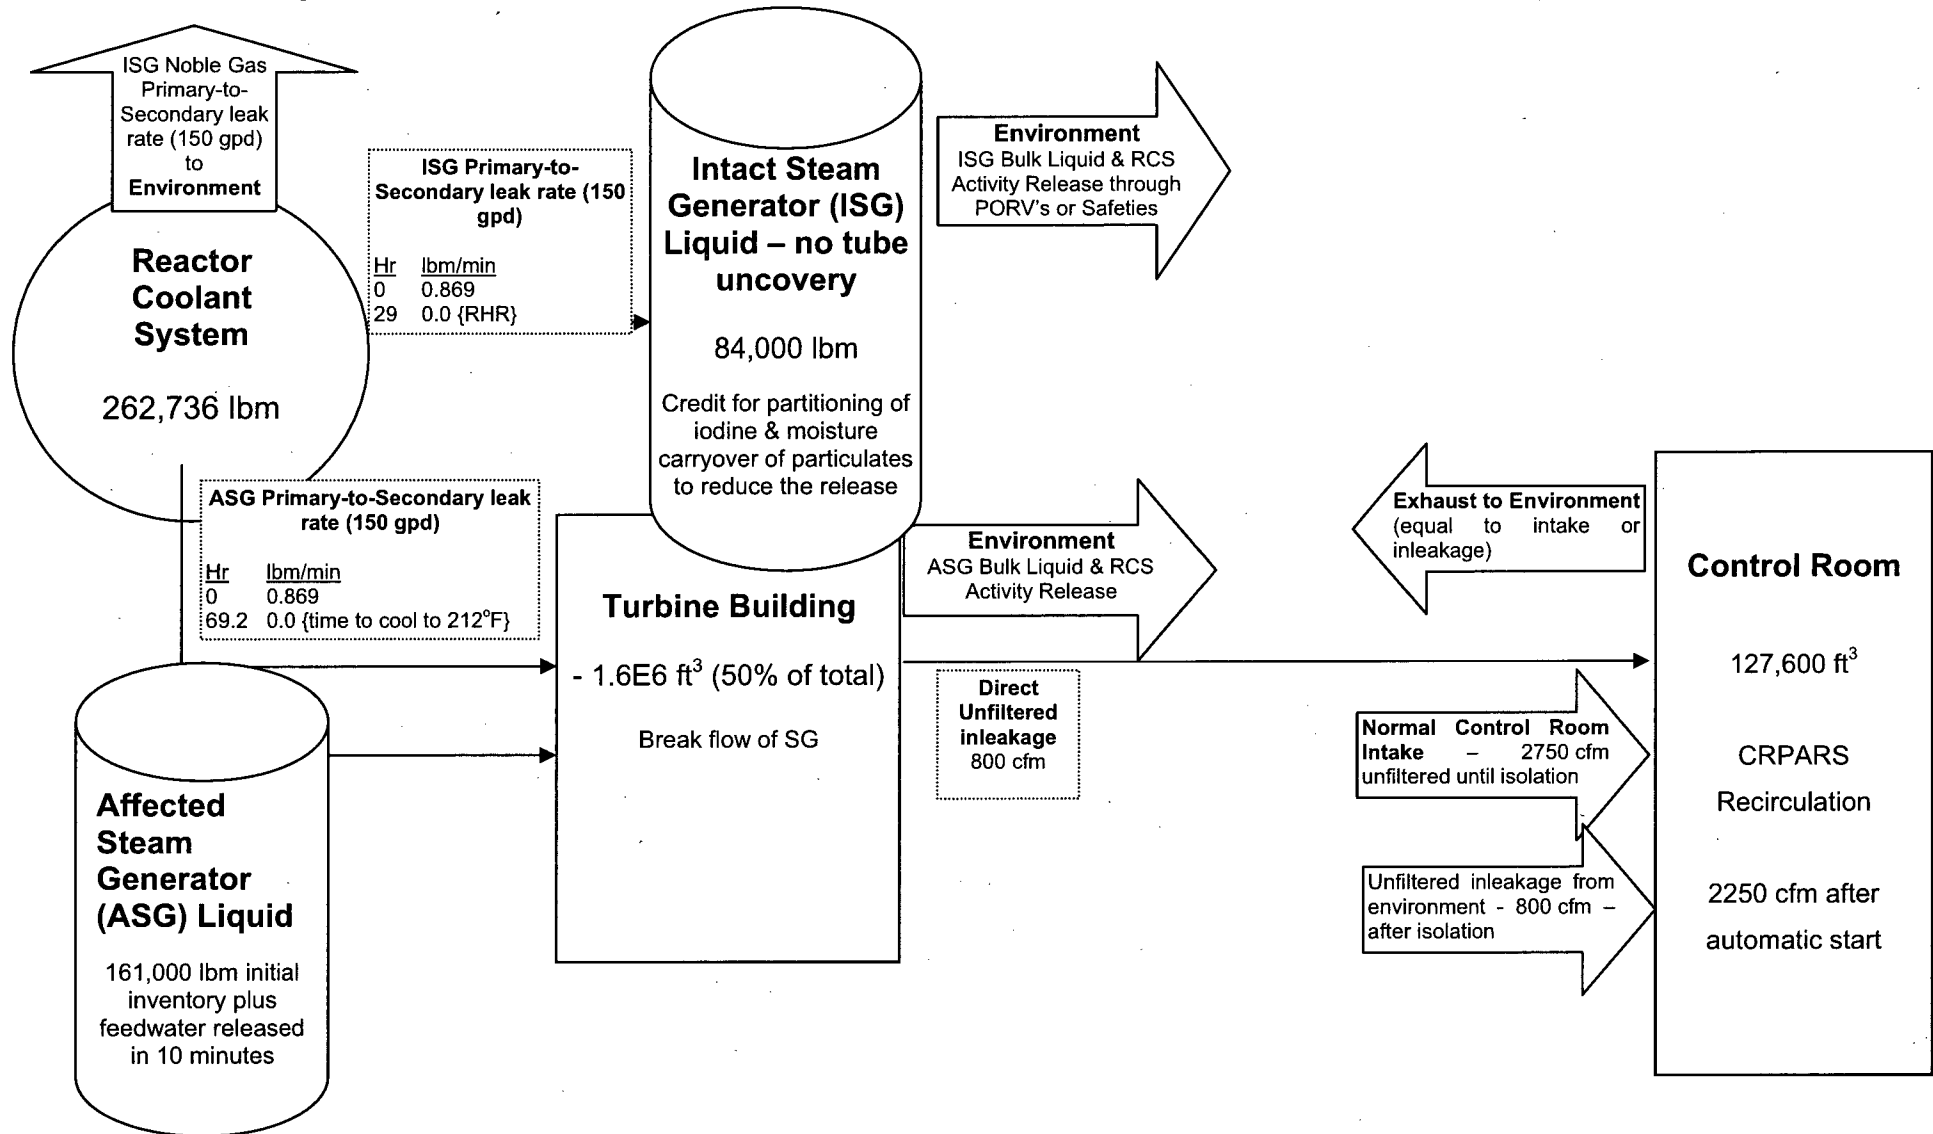 ISG Noble Gas
Primary-to-
Secondary leak
rate (150 gpd)
to
Environment
Reactor
Coolant
System
262,736 lbm
ISG Primary-to-
Secondary leak rate (150
gpd)
Hr lbm/min
0 0.869
29 0.0 {RHR}
Intact Steam
Generator (ISG)
Liquid – no tube
uncovery
84,000 lbm
Credit for partitioning of
iodine & moisture
carryover of particulates
to reduce the release
Environment
ISG Bulk Liquid & RCS
Activity Release through
PORV's or Safeties
ASG Primary-to-Secondary leak
rate (150 gpd)
Hr lbm/min
0 0.869
69.2 0.0 {time to cool to 212°F}
Affected
Steam
Generator
(ASG) Liquid
161,000 lbm initial
inventory plus
feedwater released
in 10 minutes
Turbine Building
- 1.6E6 ft³ (50% of total)
Break flow of SG
Environment
ASG Bulk Liquid & RCS
Activity Release
Direct
Unfiltered
inleakage
800 cfm
Exhaust to Environment
(equal to intake or
inleakage)
Normal Control Room
Intake – 2750 cfm
unfiltered until isolation
Unfiltered inleakage from
environment - 800 cfm –
after isolation
Control Room
127,600 ft³
CRPARS
Recirculation
2250 cfm after
automatic start